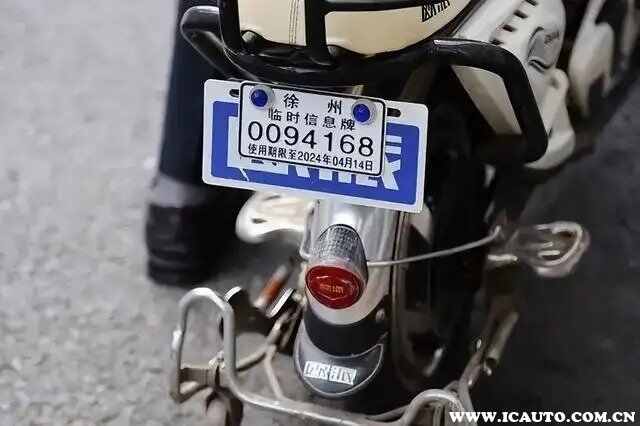 徐 州
临时信息牌
0094168
使用期限至2024年04月14日
WWW.ICAUTO.COM.CN